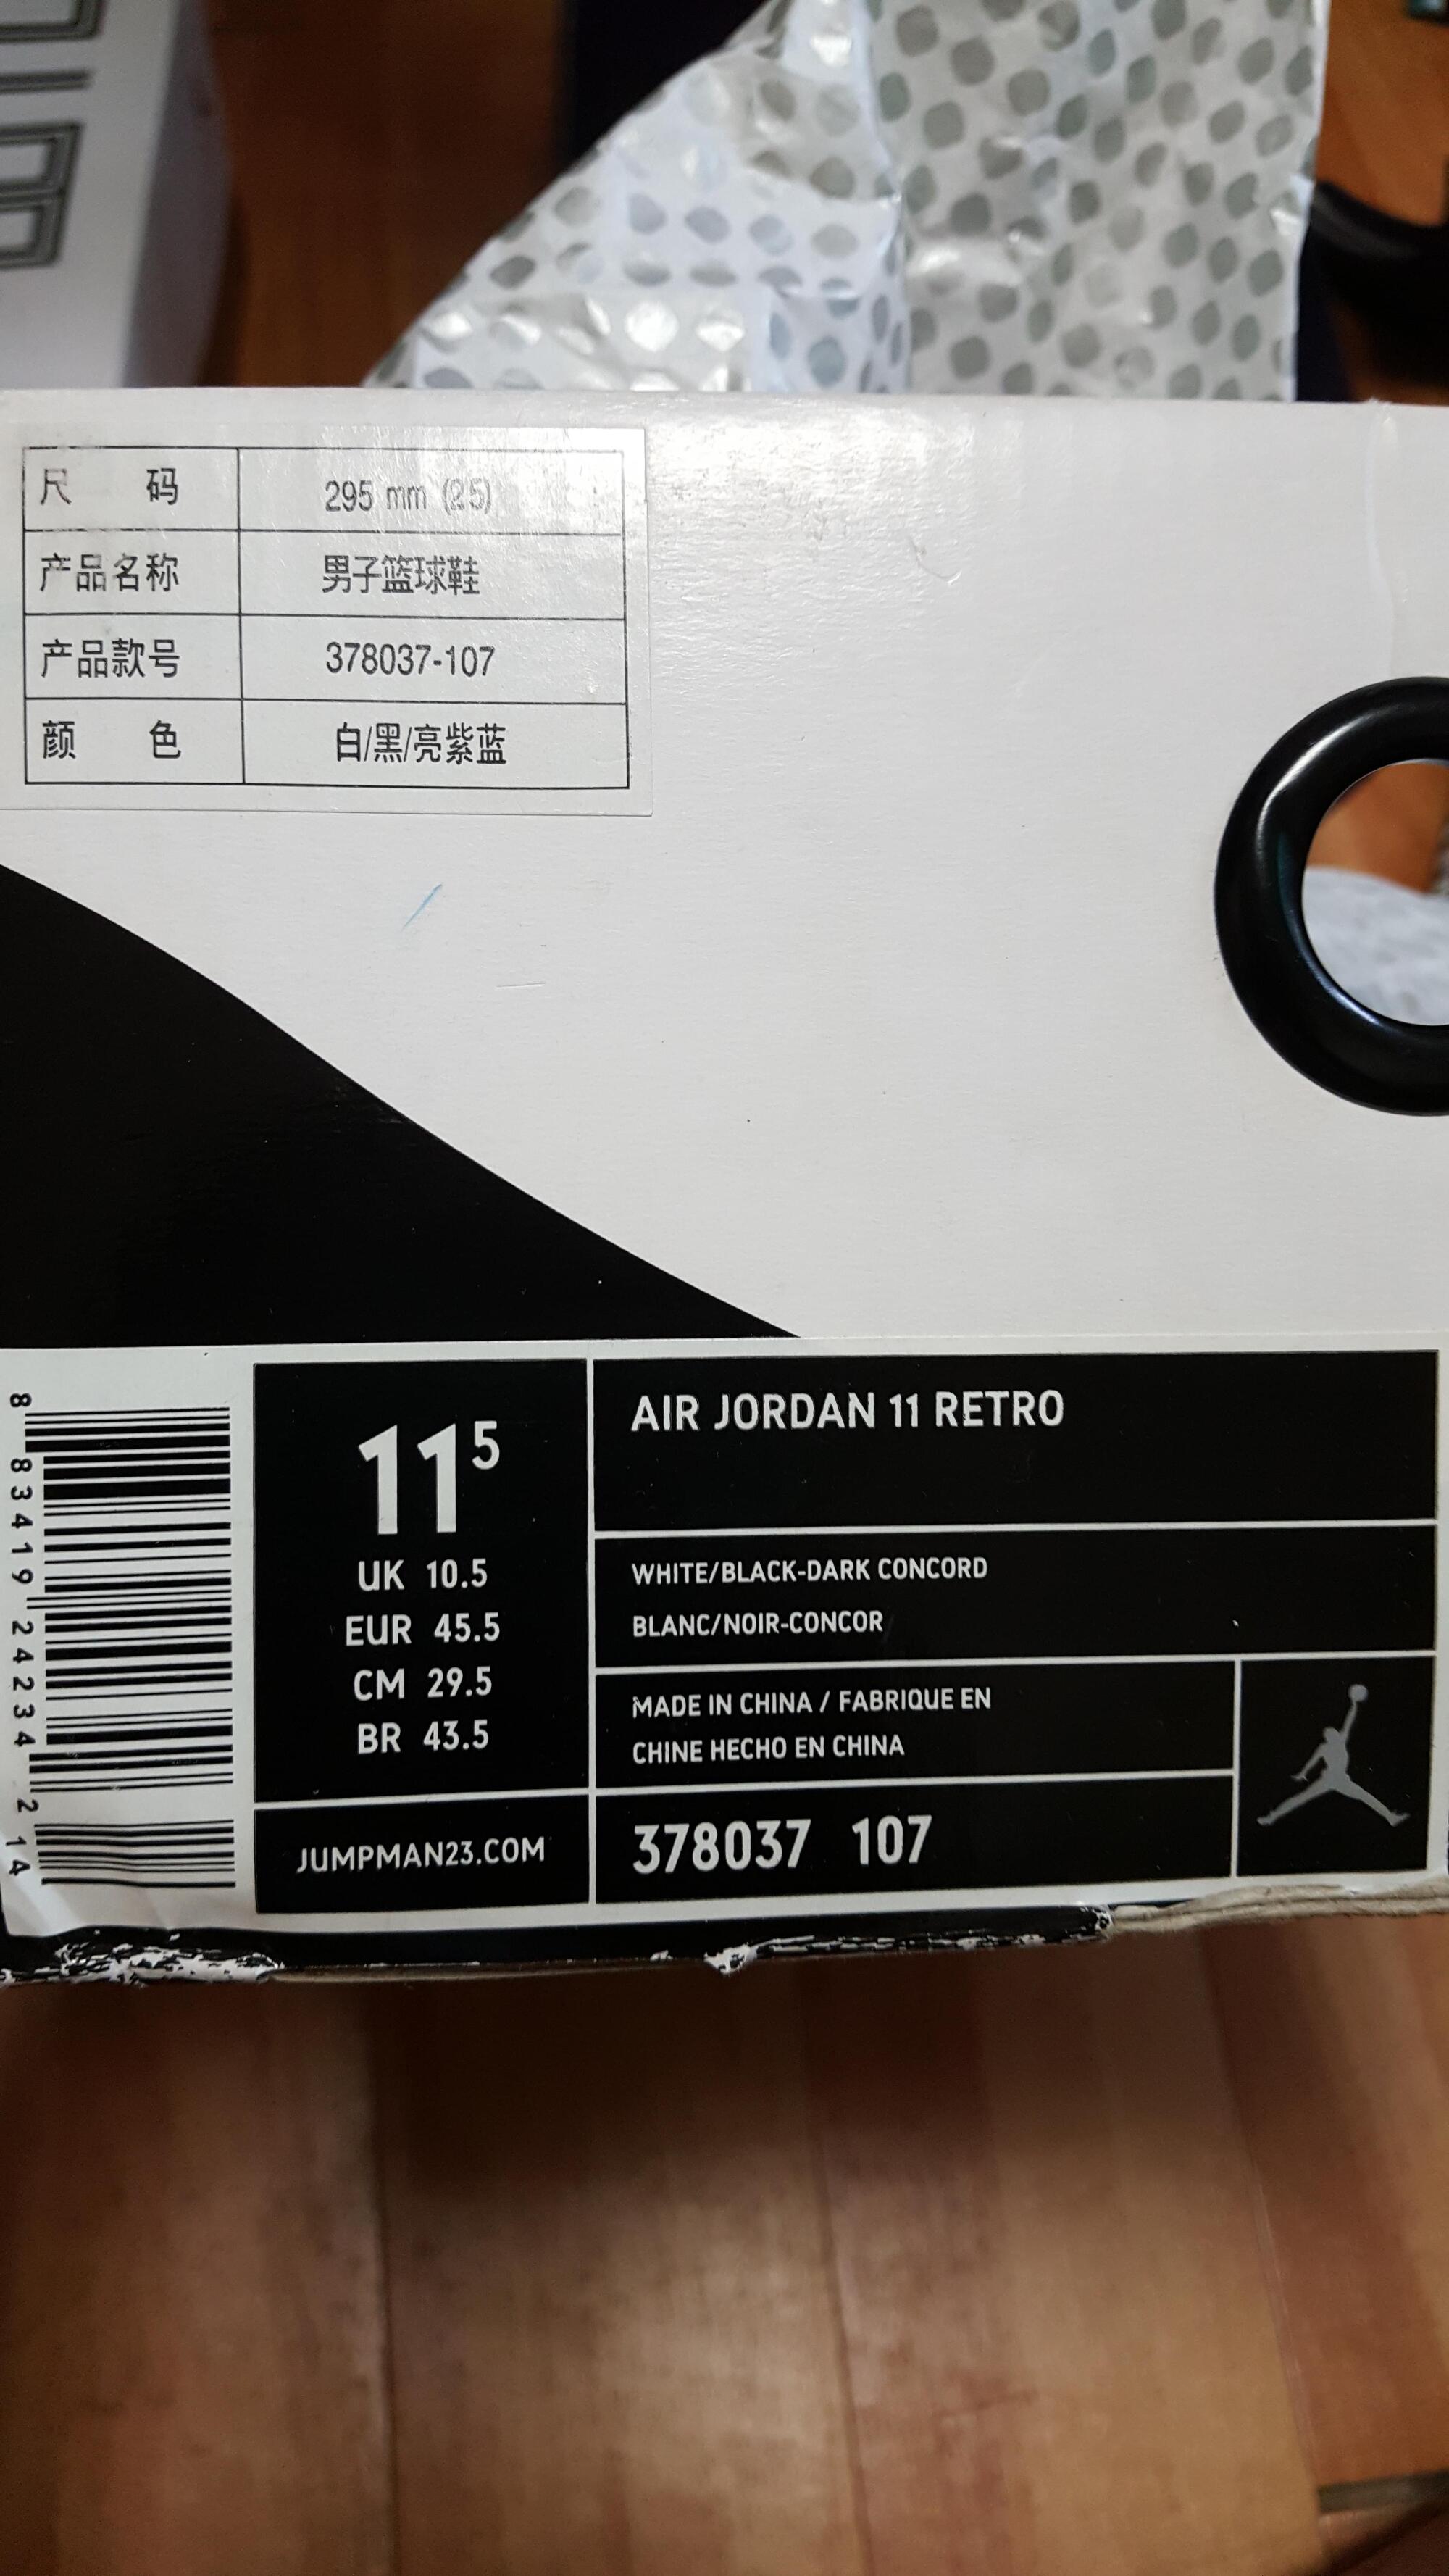 尺 码 295 mm (25)
产品名称 男子篮球鞋
产品款号 378037-107
颜 色 白/黑/亮紫蓝
8 83419 24234 2 14
11⁵
UK 10.5
EUR 45.5
CM 29.5
BR 43.5
JUMPMAN23.COM
AIR JORDAN 11 RETRO
WHITE/BLACK-DARK CONCORD
BLANC/NOIR-CONCOR
MADE IN CHINA / FABRIQUE EN
CHINE HECHO EN CHINA
378037 107